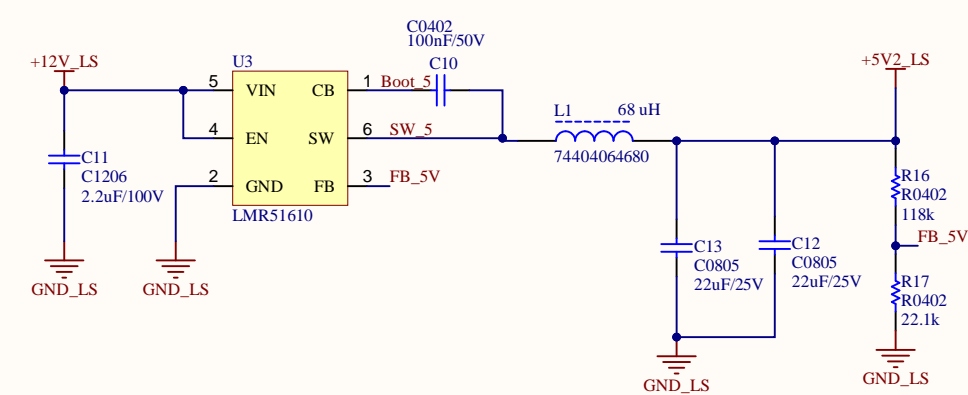 C0402
100nF/50V
C10
+12V_LS
U3
5
VIN
CB
1
Boot_5
4
EN
SW
6
SW_5
2
GND
FB
3
FB_5V
LMR51610
C11
C1206
2.2uF/100V
GND_LS
GND_LS
L1
68 uH
74404064680
+5V2_LS
C13
C0805
22uF/25V
C12
C0805
22uF/25V
GND_LS
R16
R0402
118k
FB_5V
R17
R0402
22.1k
GND_LS